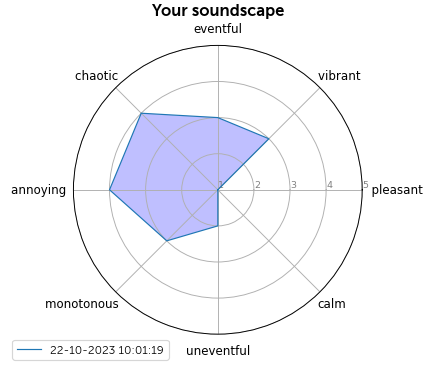 Your soundscape
eventful
chaotic
vibrant
annoying
1 2 3 4 5
pleasant
monotonous
calm
uneventful
22-10-2023 10:01:19